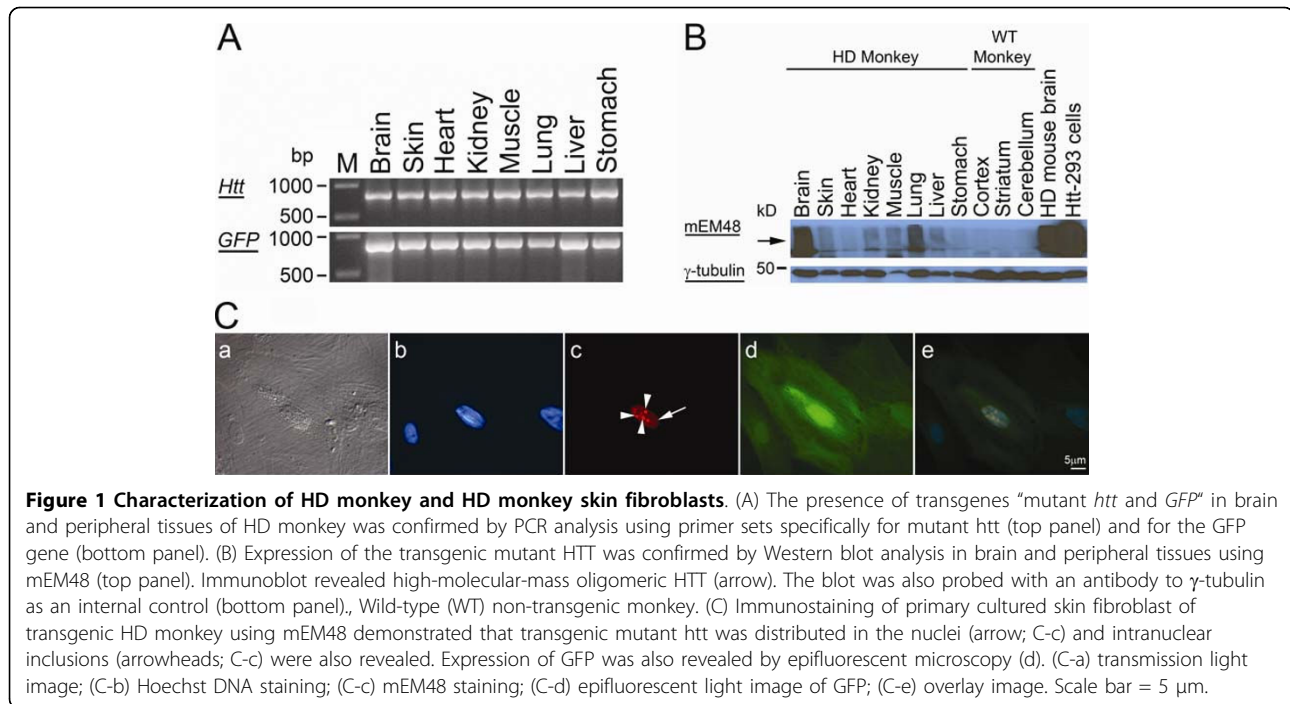 A
bp
M
Brain
Skin
Heart
Kidney
Muscle
Lung
Liver
Stomach
Htt
1000
500
GFP
1000
500
B
HD Monkey
WT
Monkey
kD
Brain
Skin
Heart
Kidney
Muscle
Lung
Liver
Stomach
Cortex
Striatum
Cerebellum
HD mouse brain
Htt-293 cells
mEM48
γ-tubulin
50
C
a
b
c
d
e
5μm
Figure 1 Characterization of HD monkey and HD monkey skin fibroblasts. (A) The presence of transgenes "mutant htt and GFP" in brain
and peripheral tissues of HD monkey was confirmed by PCR analysis using primer sets specifically for mutant htt (top panel) and for the GFP
gene (bottom panel). (B) Expression of the transgenic mutant HTT was confirmed by Western blot analysis in brain and peripheral tissues using
mEM48 (top panel). Immunoblot revealed high-molecular-mass oligomeric HTT (arrow). The blot was also probed with an antibody to γ-tubulin
as an internal control (bottom panel)., Wild-type (WT) non-transgenic monkey. (C) Immunostaining of primary cultured skin fibroblast of
transgenic HD monkey using mEM48 demonstrated that transgenic mutant htt was distributed in the nuclei (arrow; C-c) and intranuclear
inclusions (arrowheads; C-c) were also revealed. Expression of GFP was also revealed by epifluorescent microscopy (d). (C-a) transmission light
image; (C-b) Hoechst DNA staining; (C-c) mEM48 staining; (C-d) epifluorescent light image of GFP; (C-e) overlay image. Scale bar = 5 μm.